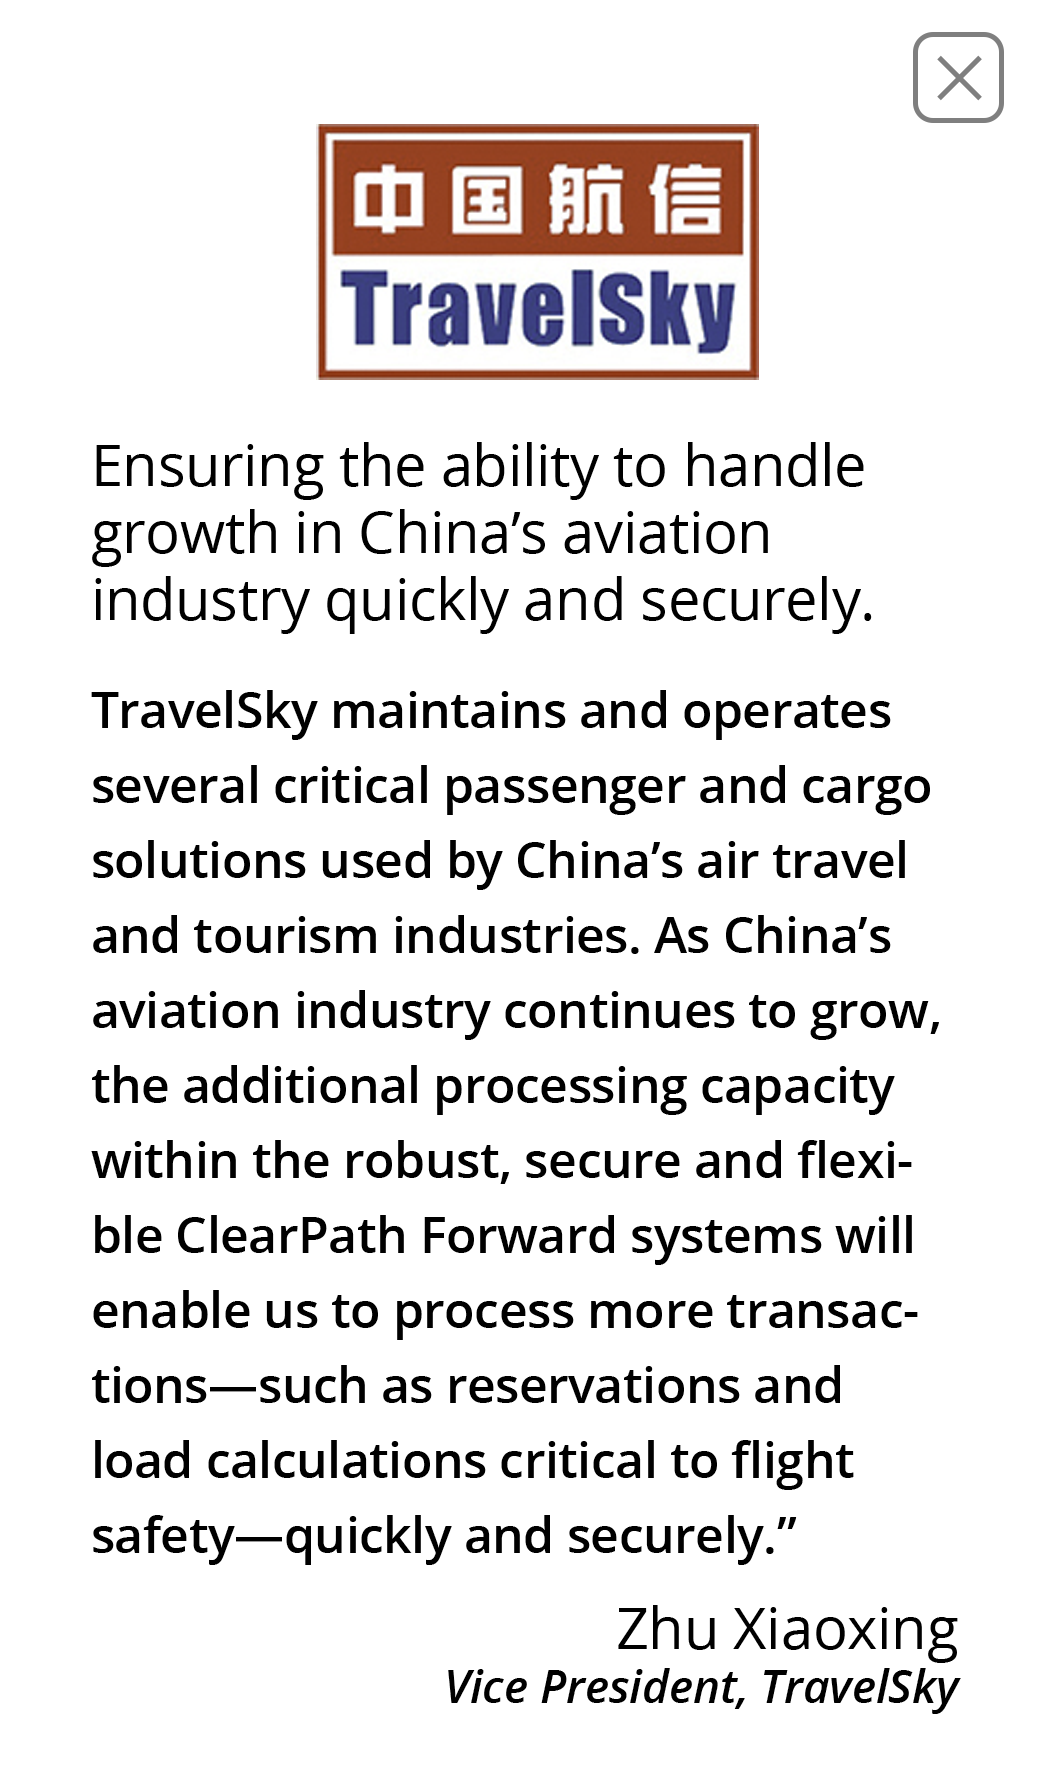 中国航信
TravelSky
Ensuring the ability to handle
growth in China’s aviation
industry quickly and securely.
TravelSky maintains and operates
several critical passenger and cargo
solutions used by China’s air travel
and tourism industries. As China’s
aviation industry continues to grow,
the additional processing capacity
within the robust, secure and flexi-
ble ClearPath Forward systems will
enable us to process more transac-
tions—such as reservations and
load calculations critical to flight
safety—quickly and securely.”
Zhu Xiaoxing
Vice President, TravelSky